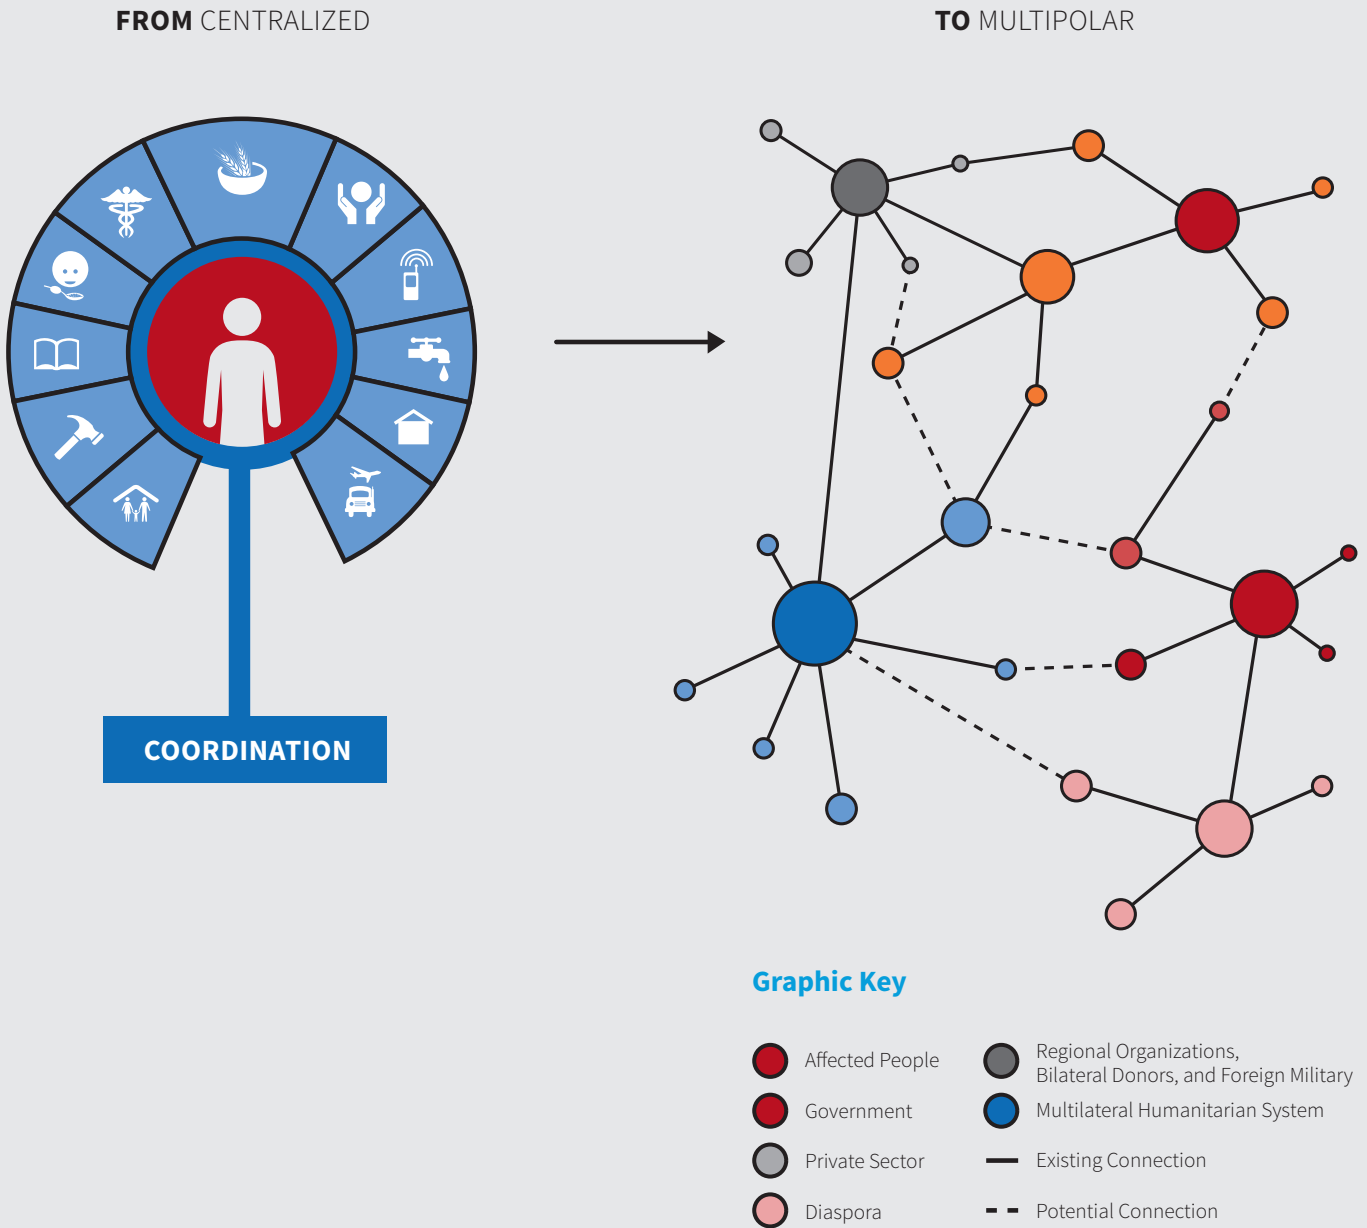 FROM CENTRALIZED
TO MULTIPOLAR
COORDINATION
Graphic Key
Affected People
Government
Private Sector
Diaspora
Regional Organizations,
Bilateral Donors, and Foreign Military
Multilateral Humanitarian System
Existing Connection
Potential Connection